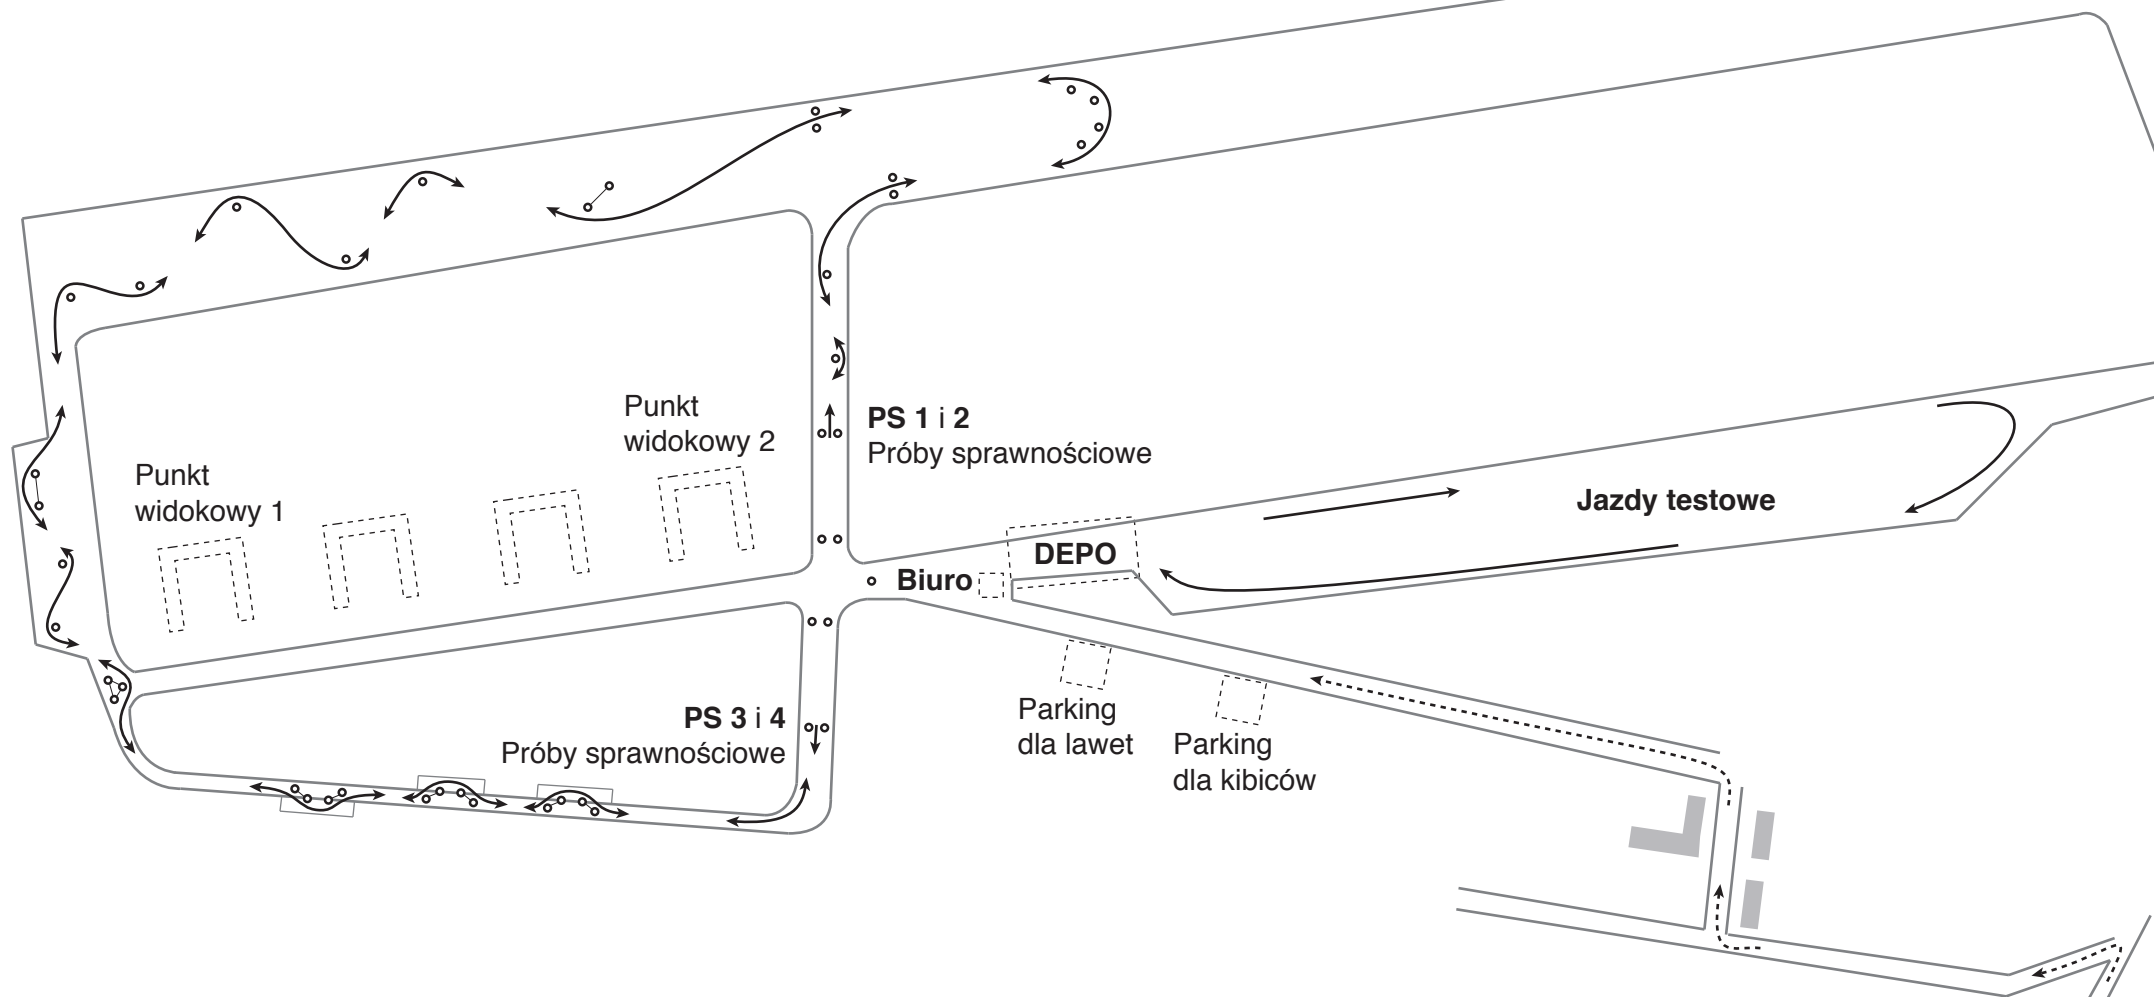 Punkt
widokowy 2
PS 1 i 2
Próby sprawnościowe
Punkt
widokowy 1
Jazdy testowe
DEPO
Biuro
Parking
dla lawet
PS 3 i 4
Próby sprawnościowe
Parking
dla kibiców